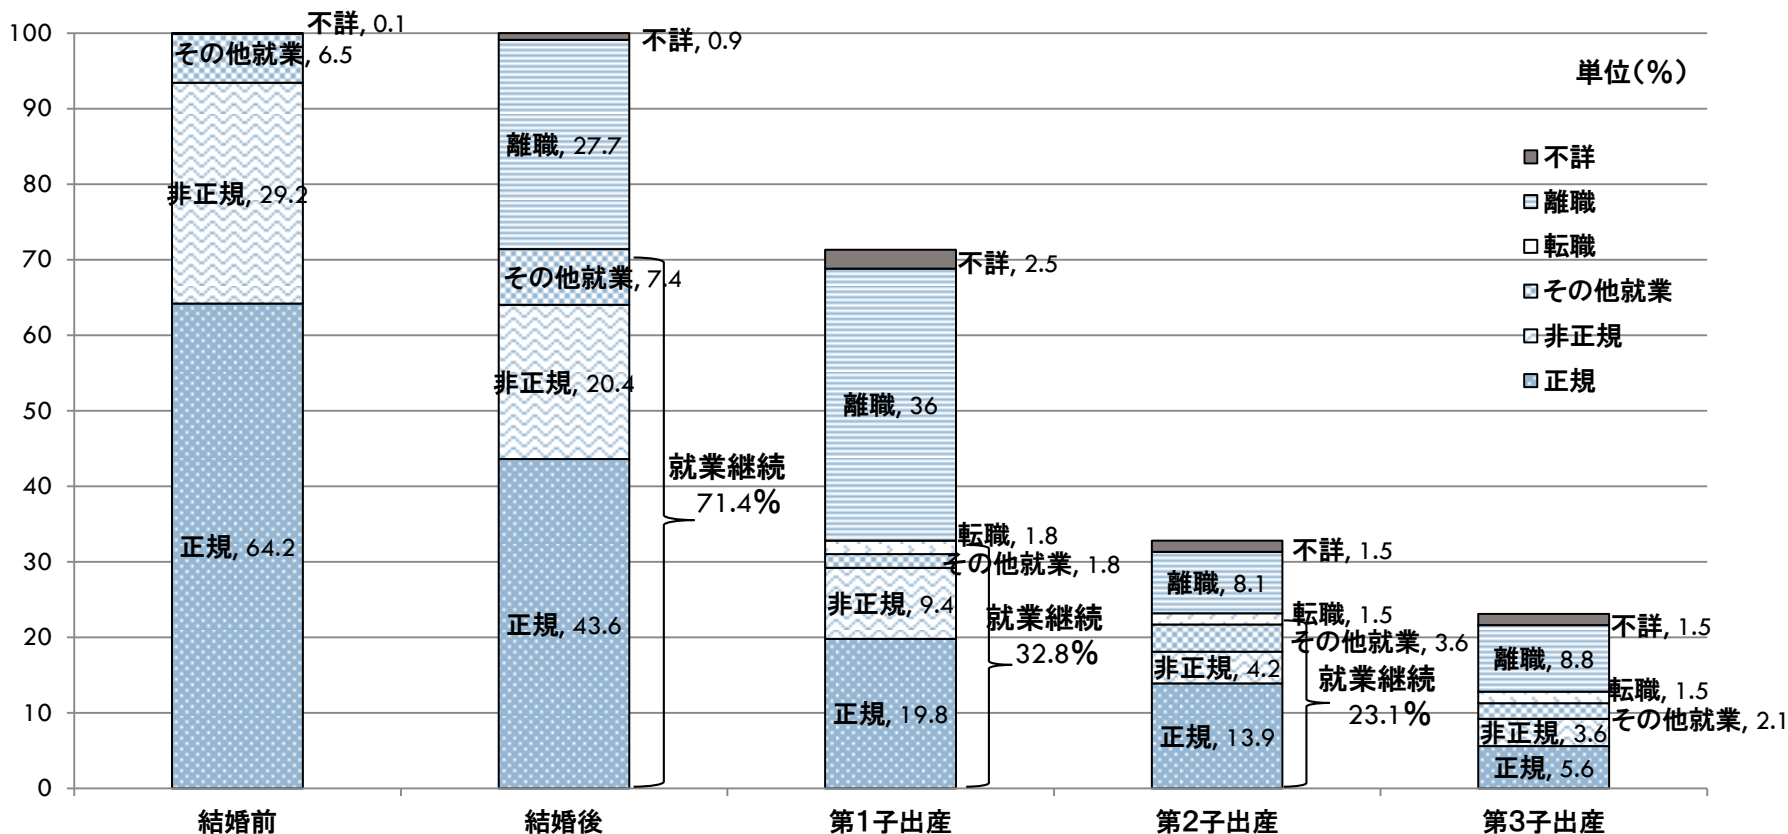 単位(%)
100
90
80
70
60
50
40
30
20
10
0
不詳, 0.1
その他就業, 6.5
非正規, 29.2
正規, 64.2
不詳, 0.9
離職, 27.7
その他就業, 7.4
非正規, 20.4
正規, 43.6
就業継続
71.4%
不詳, 2.5
離職, 36
転職, 1.8
その他就業, 1.8
非正規, 9.4
正規, 19.8
就業継続
32.8%
不詳, 1.5
離職, 8.1
転職, 1.5
その他就業, 3.6
非正規, 4.2
正規, 13.9
就業継続
23.1%
不詳, 1.5
離職, 8.8
転職, 1.5
その他就業, 2.1
非正規, 3.6
正規, 5.6
不詳
離職
転職
その他就業
非正規
正規
結婚前
結婚後
第1子出産
第2子出産
第3子出産